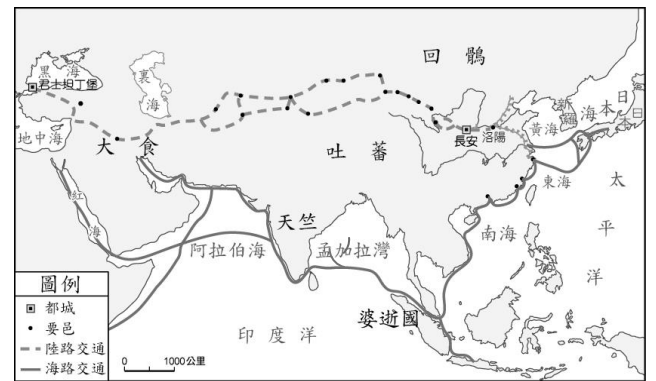 回鶻
黑海
君士坦丁堡
裏海
地中海
大食
吐蕃
長安
洛陽
新羅
黃海
日本海
日本
東海
太平洋
紅海
阿拉伯海
天竺
孟加拉灣
南海
婆逝國
印度洋
圖例
都城
要邑
陸路交通
海路交通
0 1000公里